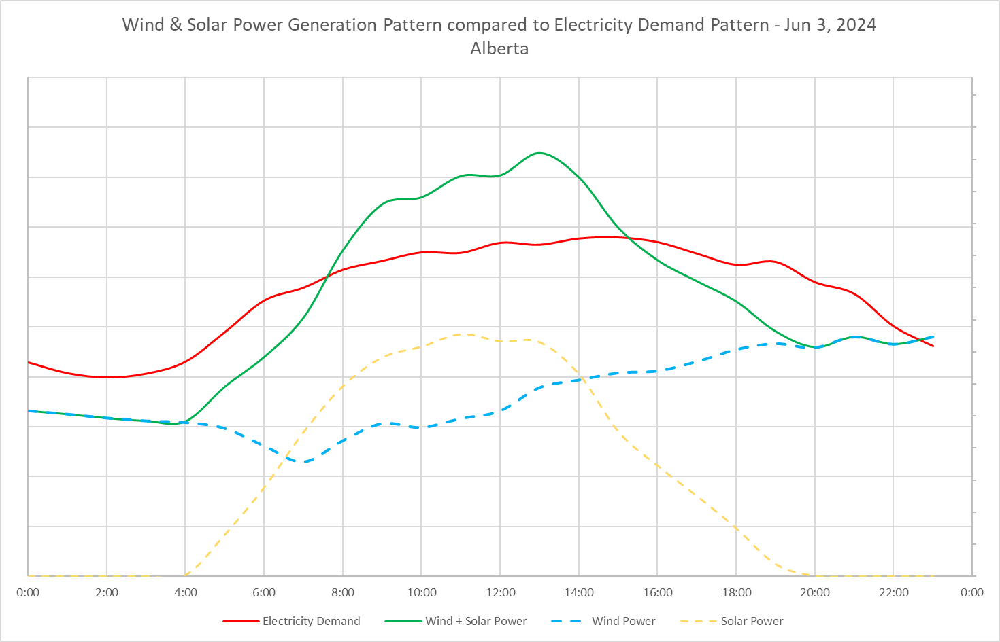 Wind & Solar Power Generation Pattern compared to Electricity Demand Pattern - Jun 3, 2024
Alberta
0:00 2:00 4:00 6:00 8:00 10:00 12:00 14:00 16:00 18:00 20:00 22:00 0:00
Electricity Demand Wind + Solar Power Wind Power Solar Power